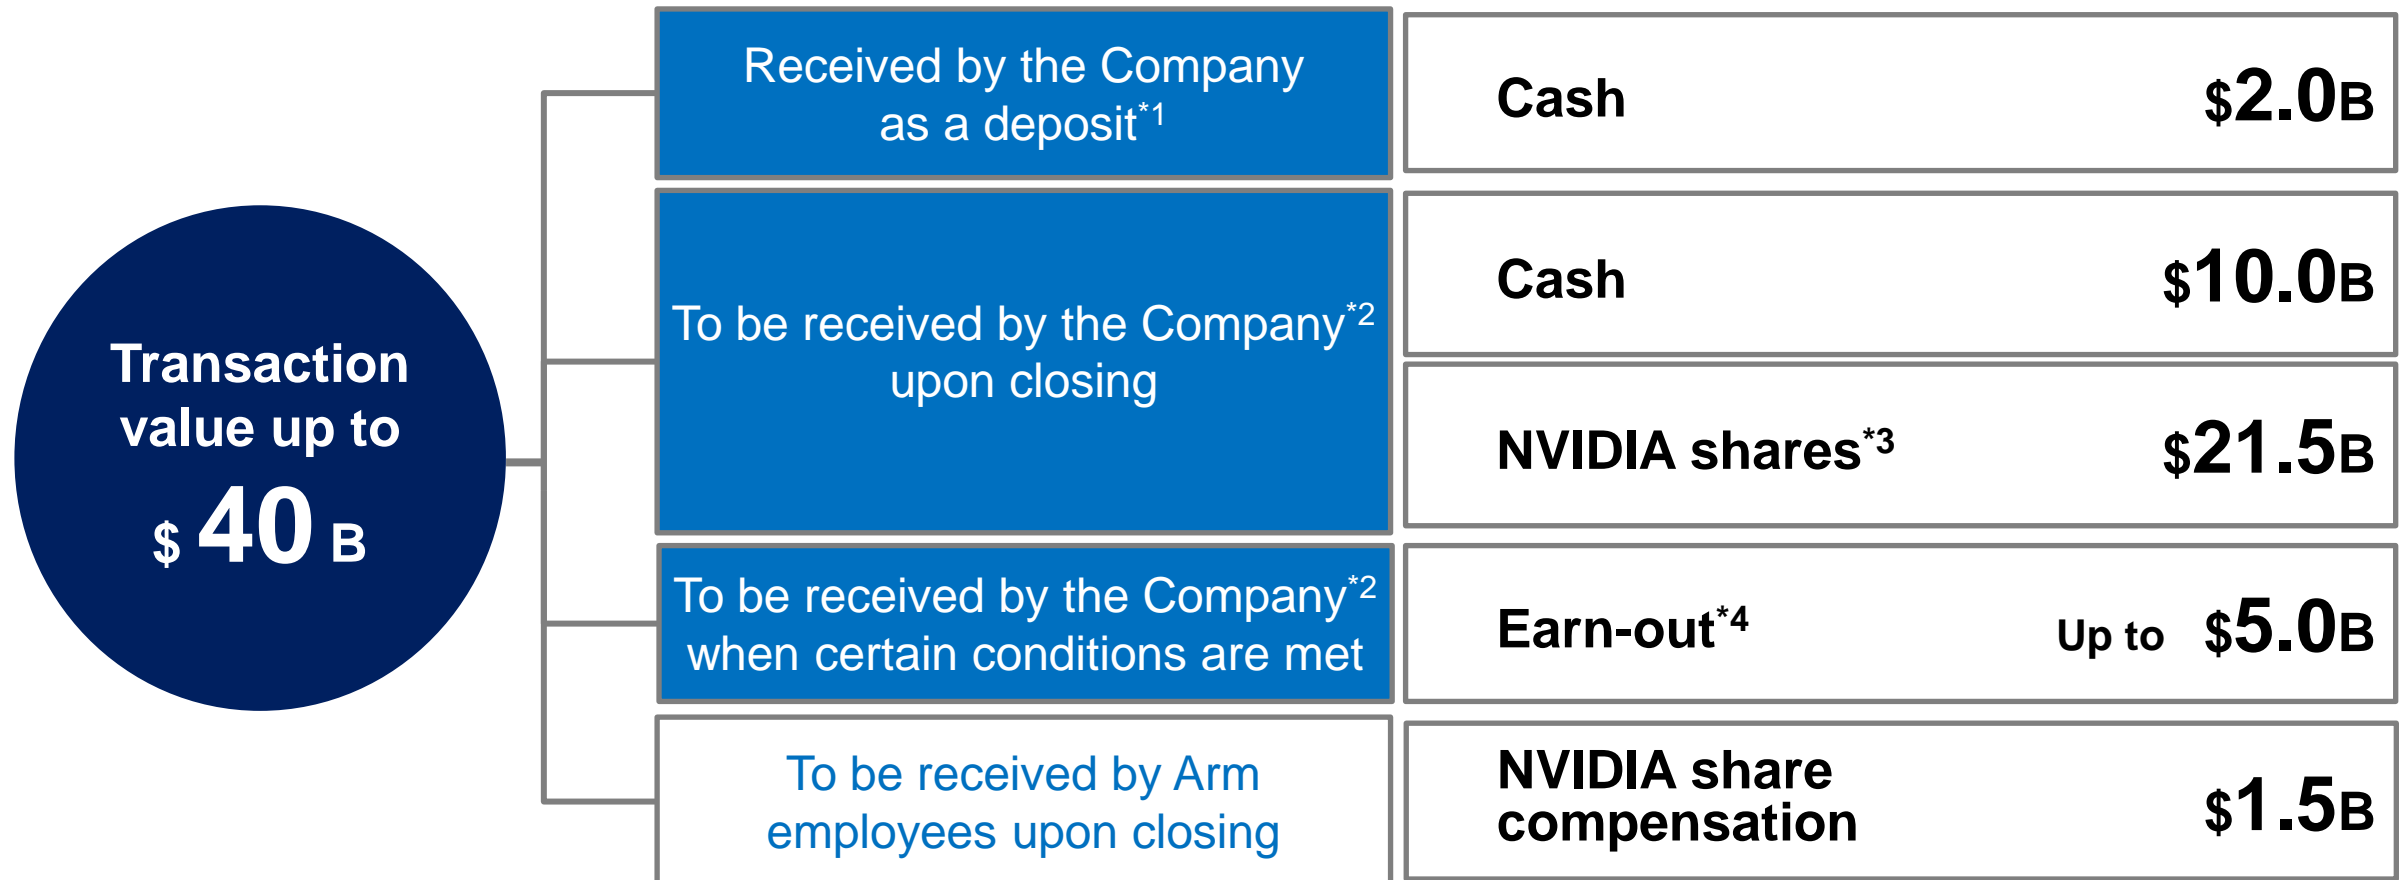 Transaction
value up to
$ 40 B
Received by the Company
as a deposit*1
Cash $2.0B
To be received by the Company*2
upon closing
Cash $10.0B
NVIDIA shares*3 $21.5B
To be received by the Company*2
when certain conditions are met
Earn-out*4 Up to $5.0B
To be received by Arm
employees upon closing
NVIDIA share
compensation $1.5B